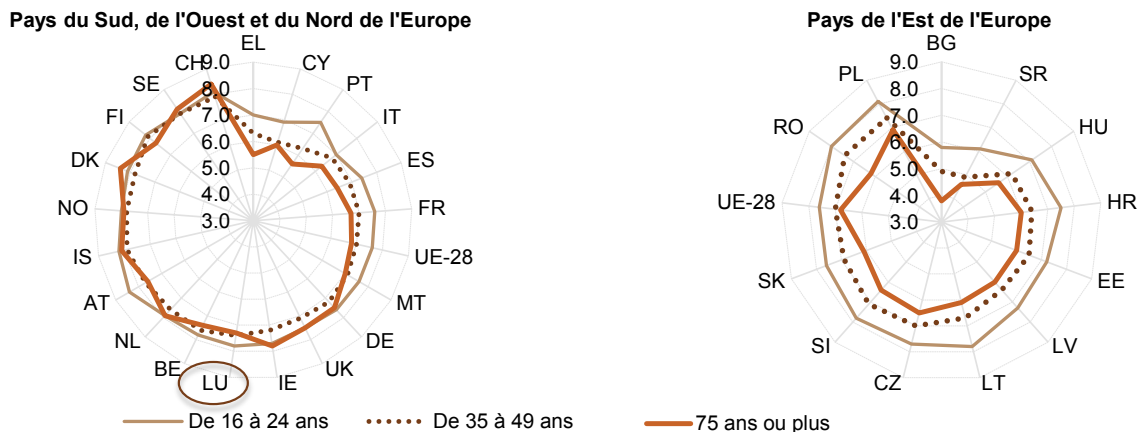 Pays du Sud, de l'Ouest et du Nord de l'Europe
EL
CY
PT
IT
ES
FR
UE-28
MT
DE
UK
IE
LU
BE
NL
AT
IS
NO
DK
FI
SE
CH
9.0
8.0
7.0
6.0
5.0
4.0
3.0
Pays de l'Est de l'Europe
BG
SR
HU
HR
EE
LV
LT
CZ
SI
SK
UE-28
RO
PL
9.0
8.0
7.0
6.0
5.0
4.0
3.0
De 16 à 24 ans
De 35 à 49 ans
75 ans ou plus